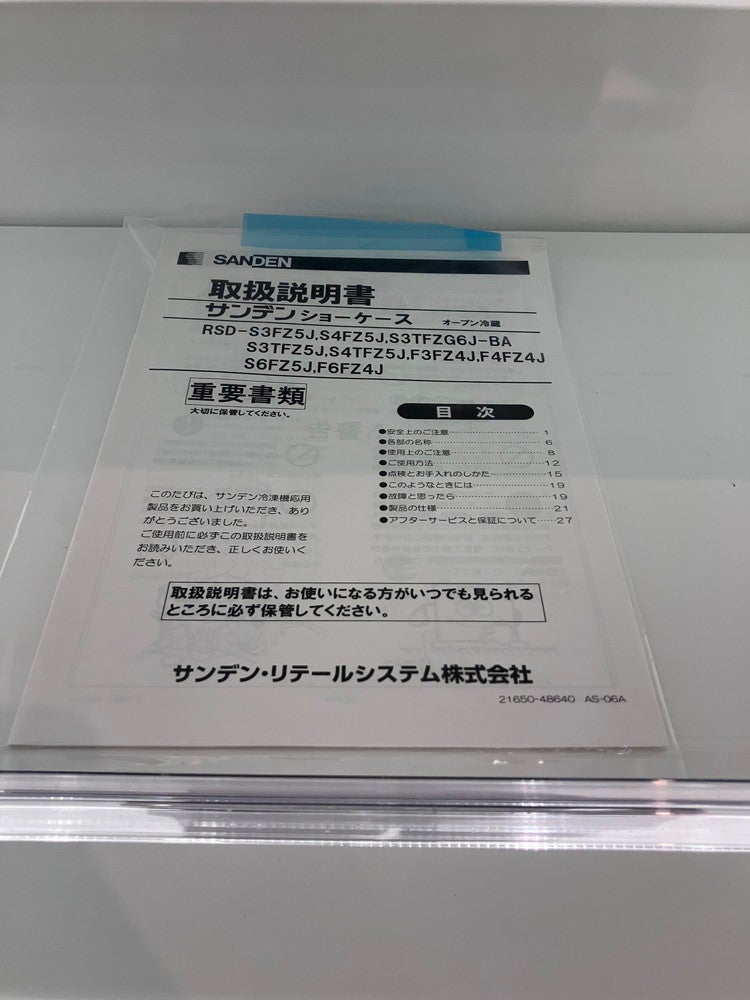 SANDEN
取扱説明書
サンデンショーケース オープン冷蔵
RSD-S3FZ5J,S4FZ5J,S3TFZG6J-BA
S3TFZ5J,S4TFZ5J,F3FZ4J,F4FZ4J
S6FZ5J,F6FZ4J
重要書類
大切に保管してください。
目次
●安全上のご注意…………………1
●各部の名称………………………6
●使用上のご注意…………………8
●ご使用方法………………………12
●点検とお手入れのしかた………15
●このようなときには……………19
●故障と思ったら…………………19
●製品の仕様………………………21
●アフターサービスと保証について……27
このたびは、サンデン冷凍機応用
製品をお買い上げいただき、あり
がとうございました。
ご使用前に必ずこの取扱説明書を
お読みいただき、正しくお使いく
ださい。
取扱説明書は、お使いになる方がいつでも見られる
ところに必ず保管してください。
サンデン・リテールシステム株式会社
21650-48640 AS-06A